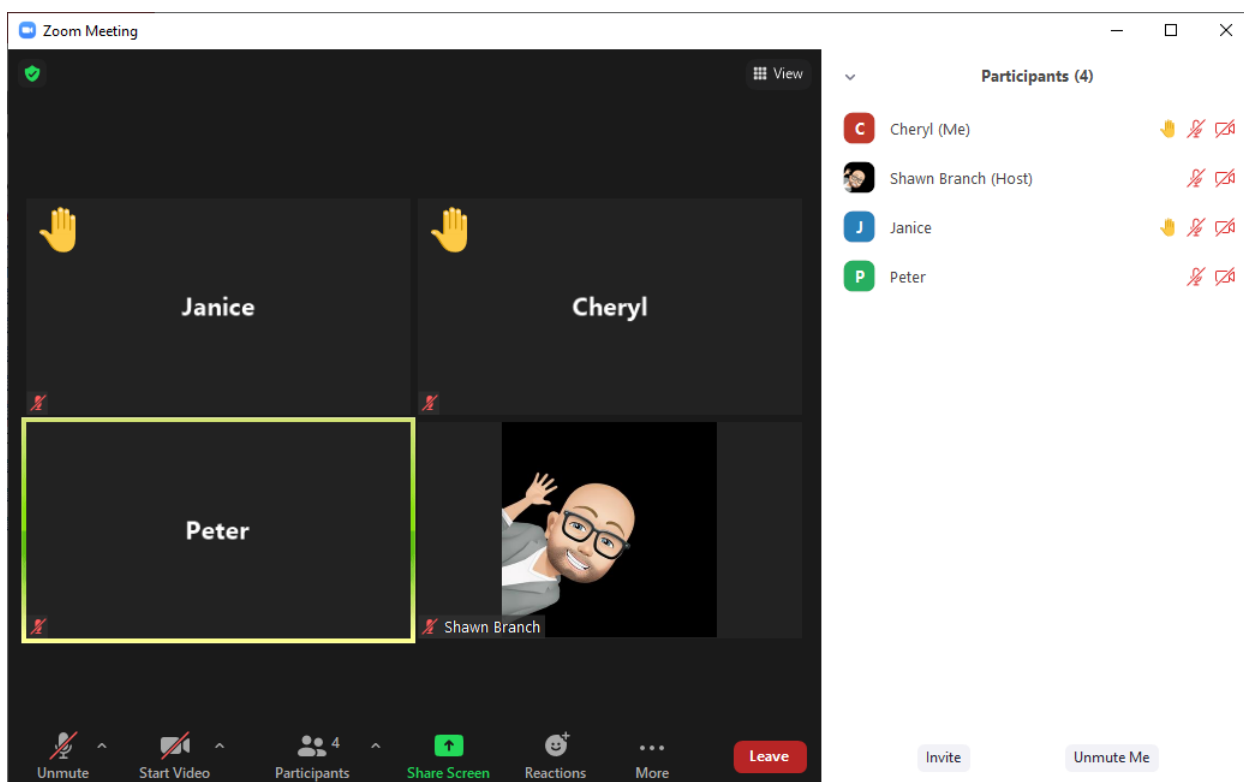 Zoom Meeting
View
Janice
Cheryl
Peter
Shawn Branch
Unmute
Start Video
4
Participants
Share Screen
Reactions
More
Leave
Participants (4)
C Cheryl (Me)
Shawn Branch (Host)
J Janice
P Peter
Invite
Unmute Me